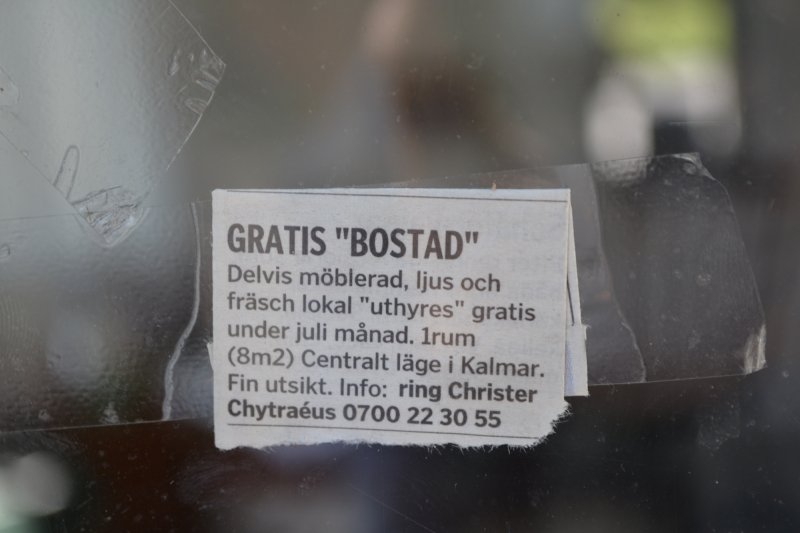 GRATIS "BOSTAD"
Delvis möblerad, ljus och
fräsch lokal "uthyres" gratis
under juli månad. 1rum
(8m2) Centralt läge i Kalmar.
Fin utsikt. Info: ring Christer
Chytraéus 0700 22 30 55